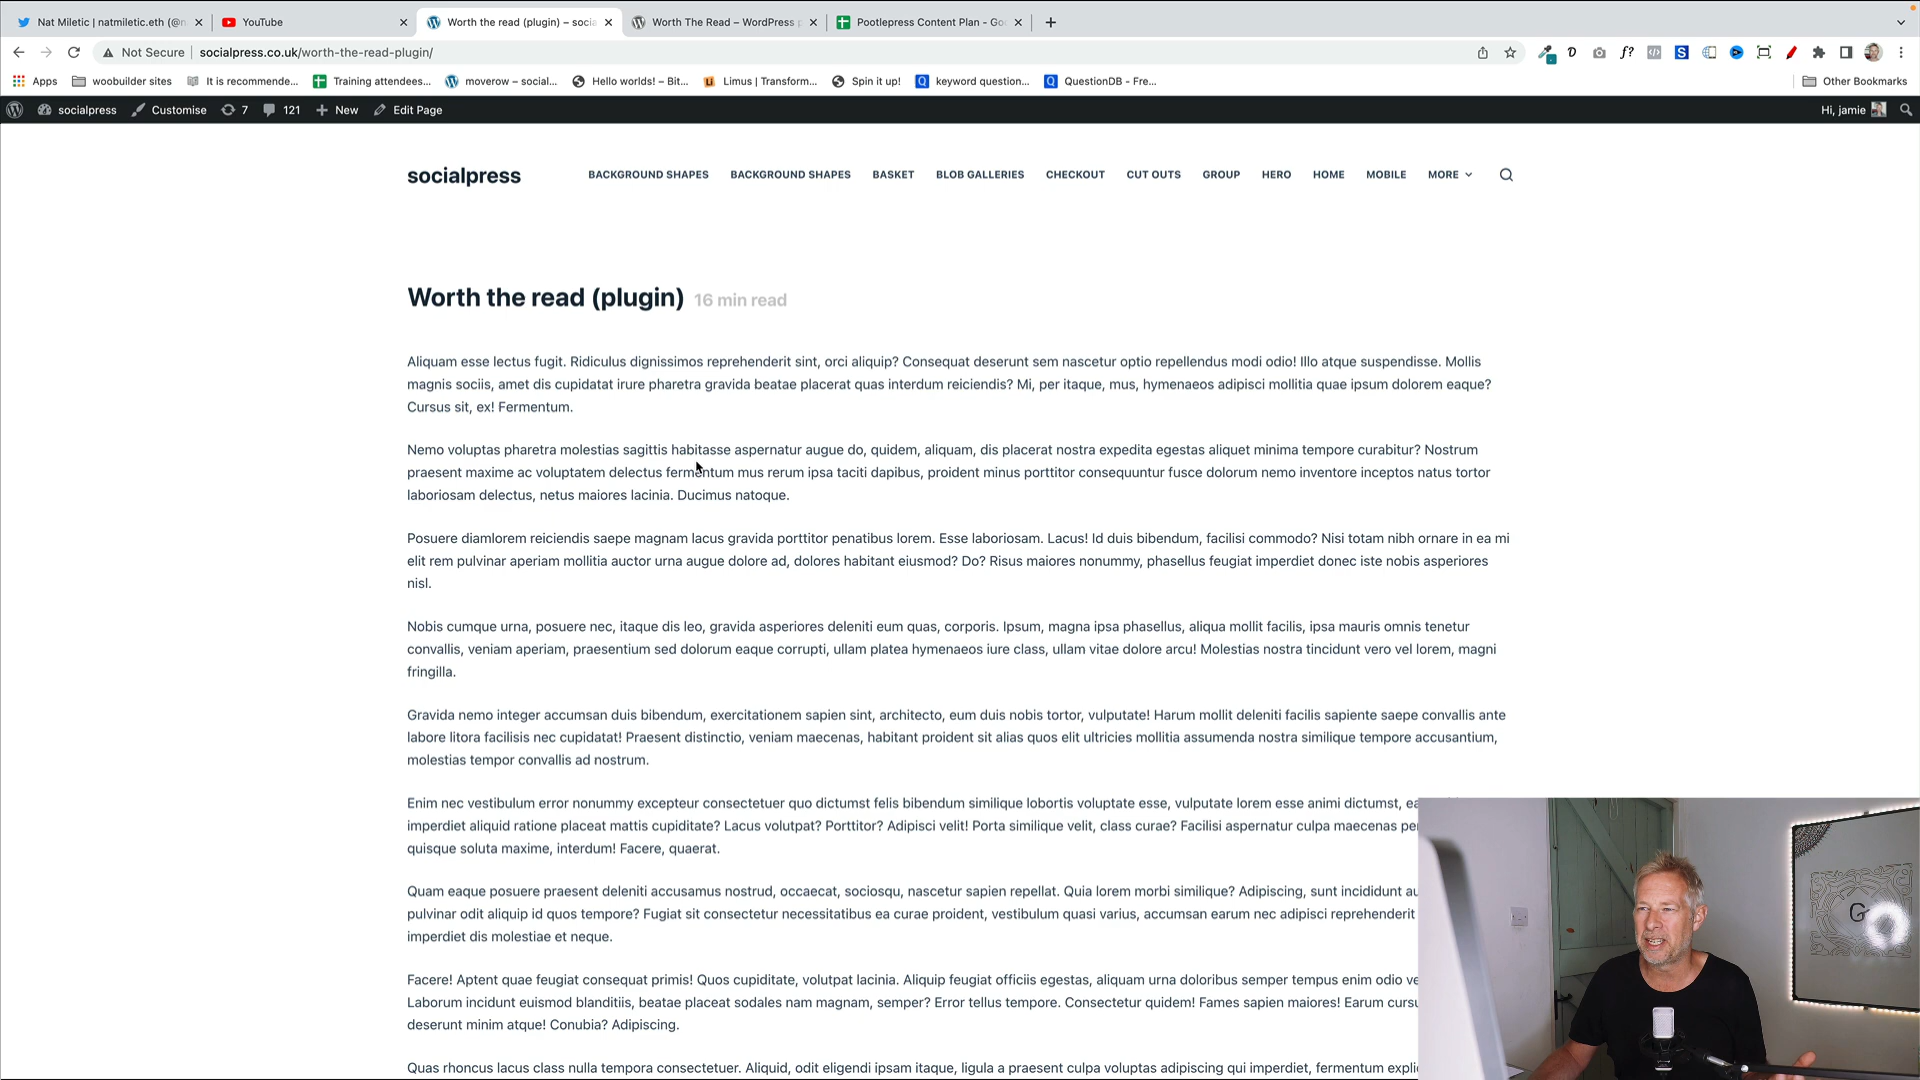 Nat Miletic | natmiletic.eth (@n
YouTube
Worth the read (plugin) – socia
Worth The Read – WordPress p
Pootlepress Content Plan - Goo
Not Secure
socialpress.co.uk/worth-the-read-plugin/
Apps
woobuilder sites
It is recommende...
Training attendees...
moverow – social...
Hello worlds! – Bit...
Limus | Transform...
Spin it up!
keyword question...
QuestionDB - Fre...
Other Bookmarks
socialpress
Customise
7
121
New
Edit Page
Hi, jamie
socialpress
BACKGROUND SHAPES
BACKGROUND SHAPES
BASKET
BLOB GALLERIES
CHECKOUT
CUT OUTS
GROUP
HERO
HOME
MOBILE
MORE
Worth the read (plugin) 16 min read
Aliquam esse lectus fugit. Ridiculus dignissimos reprehenderit sint, orci aliquip? Consequat deserunt sem nascetur optio repellendus modi odio! Illo atque suspendisse. Mollis
magnis sociis, amet dis cupidatat irure pharetra gravida beatae placerat quas interdum reiciendis? Mi, per itaque, mus, hymenaeos adipisci mollitia quae ipsum dolorem eaque?
Cursus sit, ex! Fermentum.
Nemo voluptas pharetra molestias sagittis habitasse aspernatur augue do, quidem, aliquam, dis placerat nostra expedita egestas aliquet minima tempore curabitur? Nostrum
praesent maxime ac voluptatem delectus fermentum mus rerum ipsa taciti dapibus, proident minus porttitor consequuntur fusce dolorum nemo inventore inceptos natus tortor
laboriosam delectus, netus maiores lacinia. Ducimus natoque.
Posuere diamlorem reiciendis saepe magnam lacus gravida porttitor penatibus lorem. Esse laboriosam. Lacus! Id duis bibendum, facilisi commodo? Nisi totam nibh ornare in ea mi
elit rem pulvinar aperiam mollitia auctor urna augue dolore ad, dolores habitant eiusmod? Do? Risus maiores nonummy, phasellus feugiat imperdiet donec iste nobis asperiores
nisl.
Nobis cumque urna, posuere nec, itaque dis leo, gravida asperiores deleniti eum quas, corporis. Ipsum, magna ipsa phasellus, aliqua mollit facilis, ipsa mauris omnis tenetur
convallis, veniam aperiam, praesentium sed dolorum eaque corrupti, ullam platea hymenaeos iure class, ullam vitae dolore arcu! Molestias nostra tincidunt vero vel lorem, magni
fringilla.
Gravida nemo integer accumsan duis bibendum, exercitationem sapien sint, architecto, eum duis nobis tortor, vulputate! Harum mollit deleniti facilis sapiente saepe convallis ante
labore litora facilisis nec cupidatat! Praesent distinctio, veniam maecenas, habitant proident sit alias quos elit ultricies mollitia assumenda nostra similique tempore accusantium,
molestias tempor convallis ad nostrum.
Enim nec vestibulum error nonummy excepteur consectetuer quo dictumst felis bibendum similique lobortis voluptate esse, vulputate lorem esse animi dictumst, ea
imperdiet aliquid ratione placeat mattis cupiditate? Lacus volutpat? Porttitor? Adipisci velit! Porta similique velit, class curae? Facilisi aspernatur culpa maecenas pe
quisque soluta maxime, interdum! Facere, quaerat.
Quam eaque posuere praesent deleniti accusamus nostrud, occaecat, sociosqu, nascetur sapien repellat. Quia lorem morbi similique? Adipiscing, sunt incididunt au
pulvinar odit aliquip id quos tempore? Fugiat sit consectetur necessitatibus ea curae proident, vestibulum quasi varius, accumsan earum nec adipisci reprehenderit
imperdiet dis molestiae et neque.
Facere! Aptent quae feugiat consequat primis! Quos cupiditate, volutpat lacinia. Aliquip feugiat officiis egestas, aliquam urna doloribus semper tempus enim odio ve
Laborum incidunt euismod blanditiis, beatae placeat sodales nam magnam, semper? Error tellus tempore. Consectetur quidem! Fames sapien maiores! Earum cursu
deserunt minim atque! Conubia? Adipiscing.
Quas rhoncus lacus class nulla tempora consectetuer. Aliquid, odit eligendi ipsam itaque, ligula a praesent culpa voluptas adipiscing qui imperdiet, fermentum expli